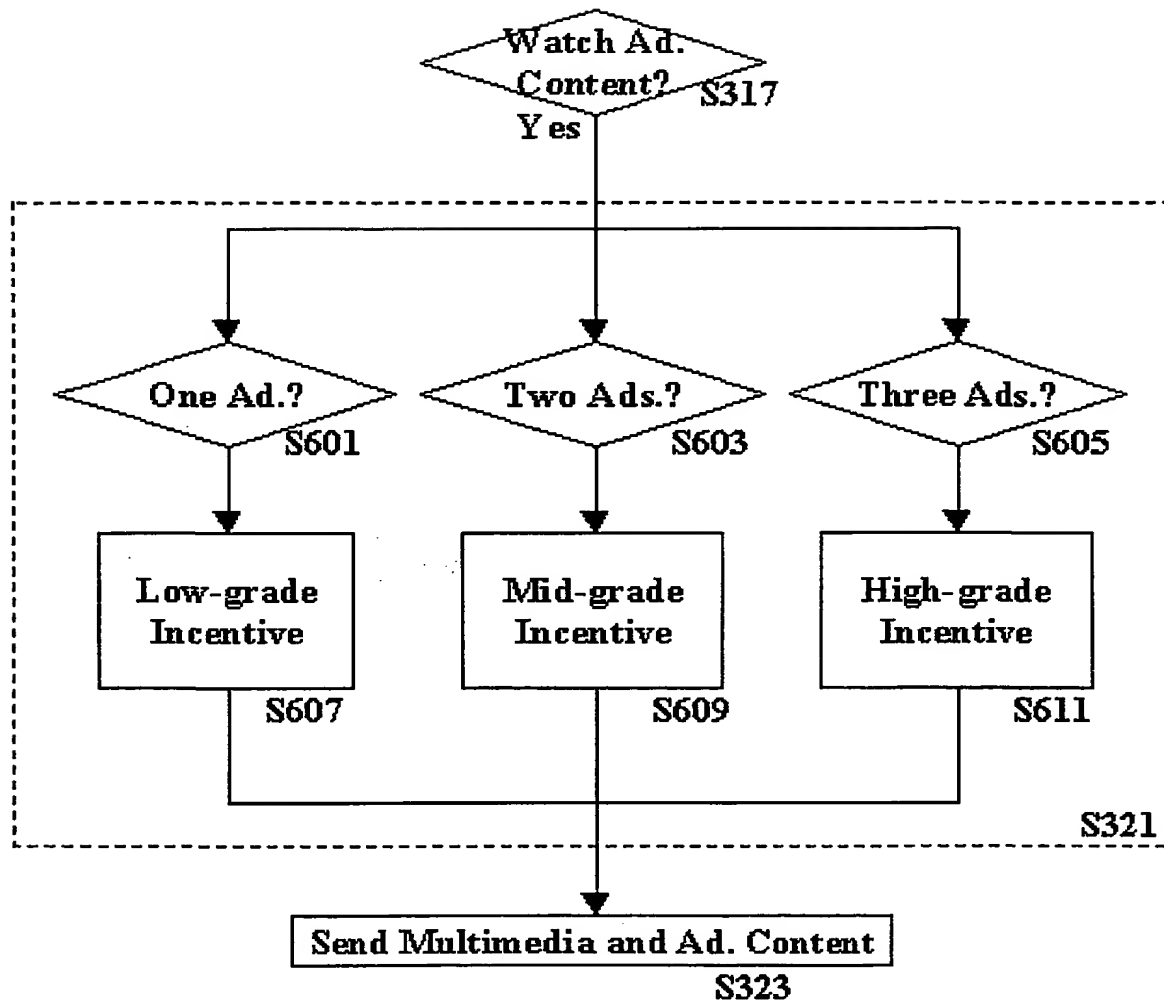 Watch Ad.
Content?
S317
Yes
One Ad.?
Two Ads.?
Three Ads.?
S601
S603
S605
Low-grade
Incentive
Mid-grade
Incentive
High-grade
Incentive
S607
S609
S611
S321
Send Multimedia and Ad. Content
S323